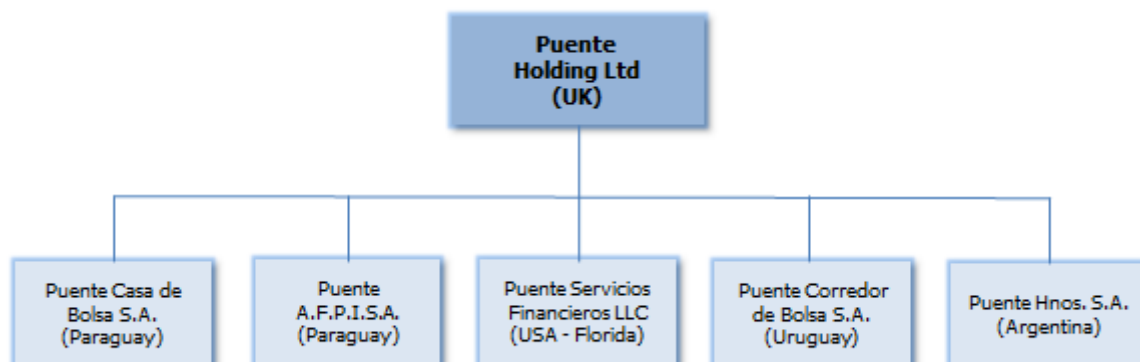 Puente
Holding Ltd
(UK)
Puente Casa de
Bolsa S.A.
(Paraguay)
Puente
A.F.P.I.S.A.
(Paraguay)
Puente Servicios
Financieros LLC
(USA - Florida)
Puente Corredor
de Bolsa S.A.
(Uruguay)
Puente Hnos. S.A.
(Argentina)